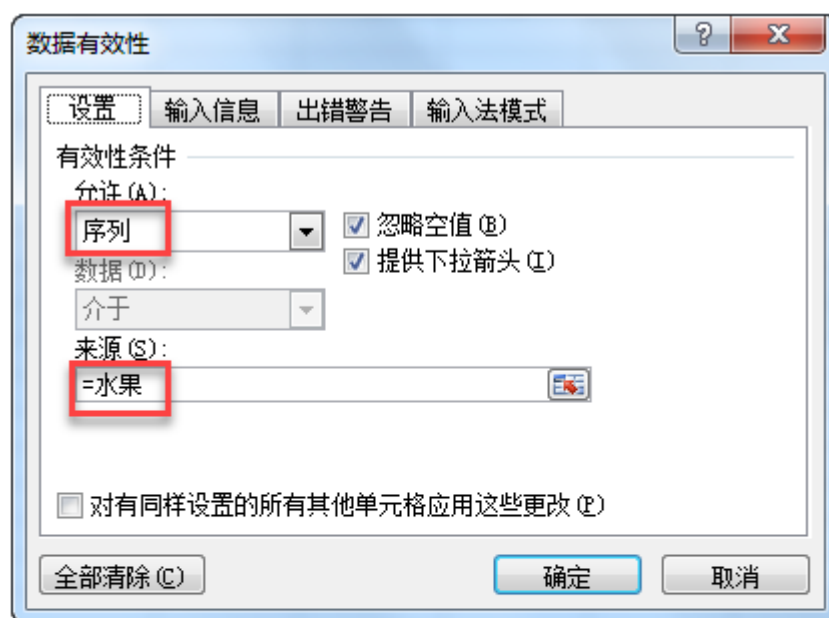 数据有效性
设置 输入信息 出错警告 输入法模式
有效性条件
允许(A):
序列 忽略空值(B)
提供下拉箭头(I)
数据(D):
介于
来源(S):
=水果
对有同样设置的所有其他单元格应用这些更改(P)
全部清除(C) 确定 取消